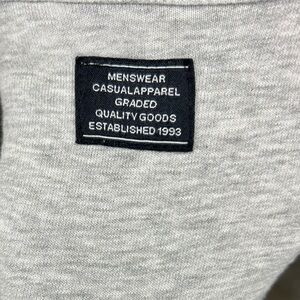 MENSWEAR
CASUALAPPAREL
GRADED
QUALITY GOODS
ESTABLISHED 1993